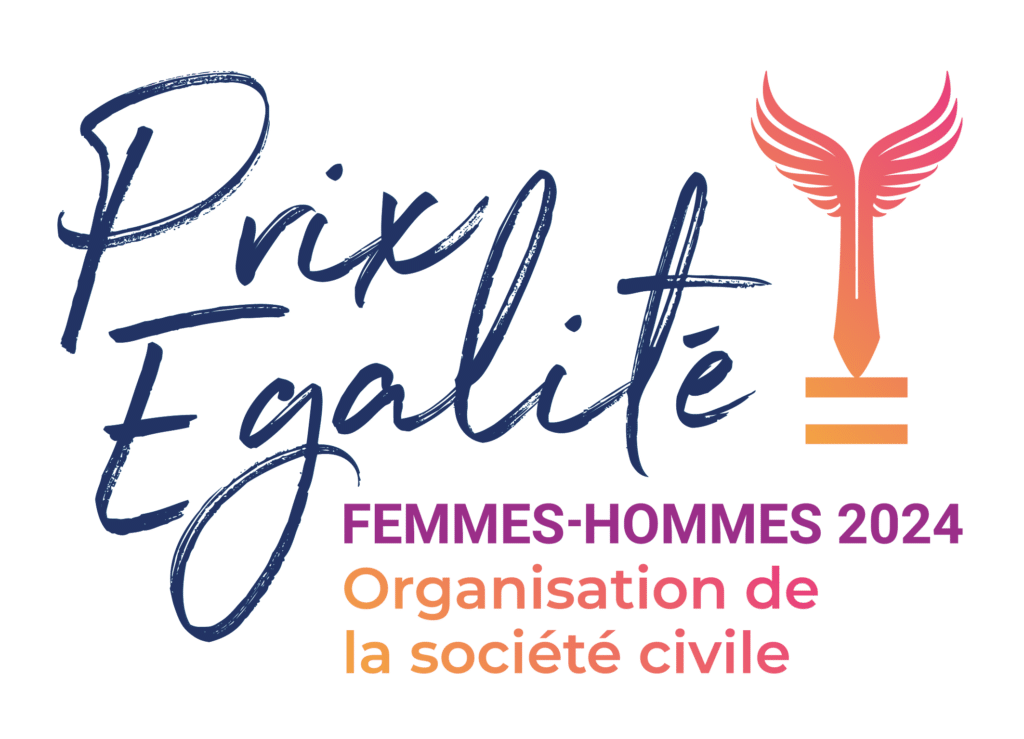 Prix
Egalité
FEMMES-HOMMES 2024
Organisation de
la société civile